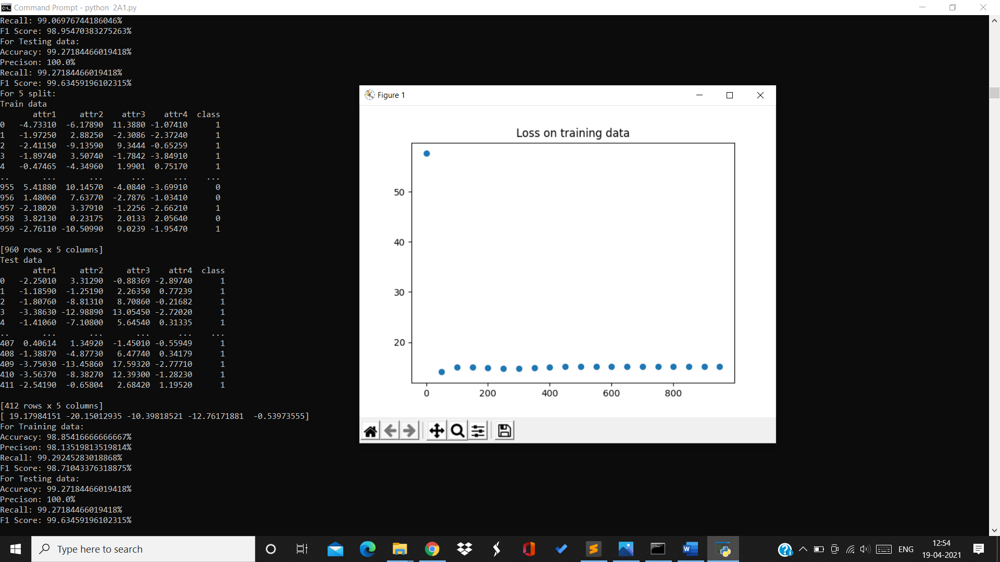 Command Prompt - python  2A1.py
Recall: 99.06976744186046%
F1 Score: 98.95470383275263%
For Testing data:
Accuracy: 99.27184466019418%
Precison: 100.0%
Recall: 99.27184466019418%
F1 Score: 99.63459196102315%
For 5 split:
Train data
attr1 attr2 attr3 attr4 class
0 -4.73310 -6.17890 11.3880 -1.07410 1
1 -1.97250 2.88250 -2.3086 -2.37240 1
2 -2.41150 -9.13590 9.3444 -0.65259 1
3 -1.89740 3.50740 -1.7842 -3.84910 1
4 -0.47465 -4.34960 1.9901 0.75170 1
.. ... ... ... ... ...
955 5.41880 10.14570 -4.0840 -3.69910 0
956 1.48060 7.63770 -2.7876 -1.03410 0
957 -2.18020 3.37910 -1.2256 -2.66210 1
958 3.82130 0.23175 2.0133 2.05640 0
959 -2.76110 -10.50990 9.0239 -1.95470 1
[960 rows x 5 columns]
Test data
attr1 attr2 attr3 attr4 class
0 -2.25010 3.31290 -0.88369 -2.89740 1
1 -1.18590 -1.25190 2.26350 0.77239 1
2 -1.80760 -8.81310 8.70860 -0.21682 1
3 -3.38630 -12.98890 13.05450 -2.72020 1
4 -1.41060 -7.10800 5.64540 0.31335 1
.. ... ... ... ... ...
407 0.40614 1.34920 -1.45010 -0.55949 1
408 -1.38870 -4.87730 6.47740 0.34179 1
409 -3.75030 -13.45860 17.59320 -2.77710 1
410 -3.56370 -8.38270 12.39300 -1.28230 1
411 -2.54190 -0.65804 2.68420 1.19520 1
[412 rows x 5 columns]
[ 19.17984151 -20.15012935 -10.39818521 -12.76171881  -0.53973555]
For Training data:
Accuracy: 98.85416666666667%
Precison: 98.13519813519814%
Recall: 99.29245283018868%
F1 Score: 98.71043376318875%
For Testing data:
Accuracy: 99.27184466019418%
Precison: 100.0%
Recall: 99.27184466019418%
F1 Score: 99.63459196102315%
Figure 1
Loss on training data
50
40
30
20
0 200 400 600 800
Type here to search
ENG
12:54
19-04-2021